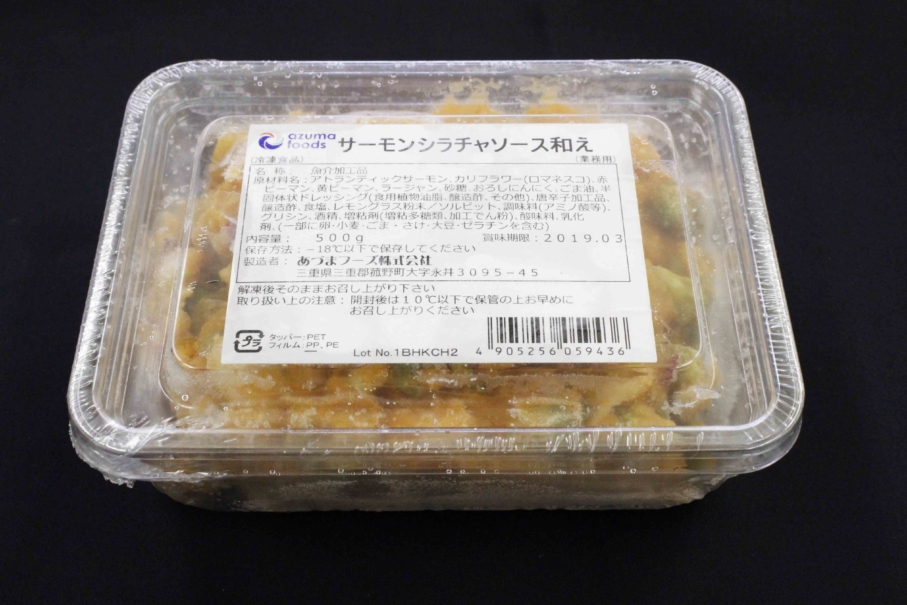 azuma foods サーモンシラチャソース和え
(冷凍食品) (業務用)
名 称 魚介加工品
原材料名：アトランティックサーモン、カリフラワー(ロマネスコ)、赤
ピーマン、黄ピーマン、ラージャン、砂糖、おろしにんにく、ごま油、半
固体状ドレッシング(食用植物油脂、醸造酢、その他)、唐辛子加工品、
醸造酢、食塩、レモングラス粉末／ソルビット、調味料(アミノ酸等)、
グリシン、酒精、増粘剤(増粘多糖類、加工でん粉)、酸味料、乳化
剤、(一部に卵・小麦・ごま・さけ・大豆・ゼラチンを含む)
内容量： 500g 賞味期限：2019.03
保存方法：－18℃以下で保存してください
製造者： あづまフーズ株式会社
三重県三重郡菰野町大字永井3095－45
解凍後そのままお召し上がり下さい
取り扱い上の注意：開封後は10℃以下で保管の上お早めに
お召し上がりください
プラ タッパー：PET
フィルム：PP、PE
Lot No.1BHKCH2 4 905256 059436